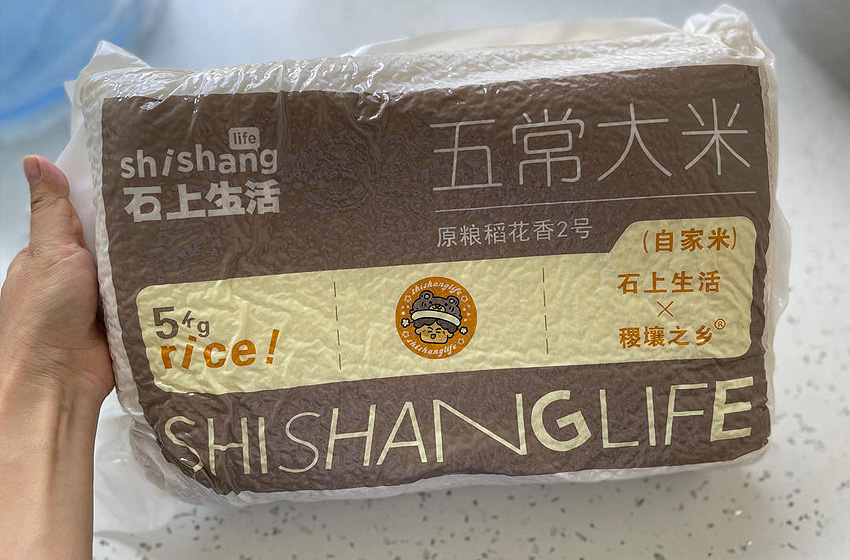 life
shishang
石上生活
五常大米
原粮稻花香2号
(自家米)
石上生活
×
稷壤之乡®
5kg
rice!
shishanglife
shishanglife
SHISHANGLIFE